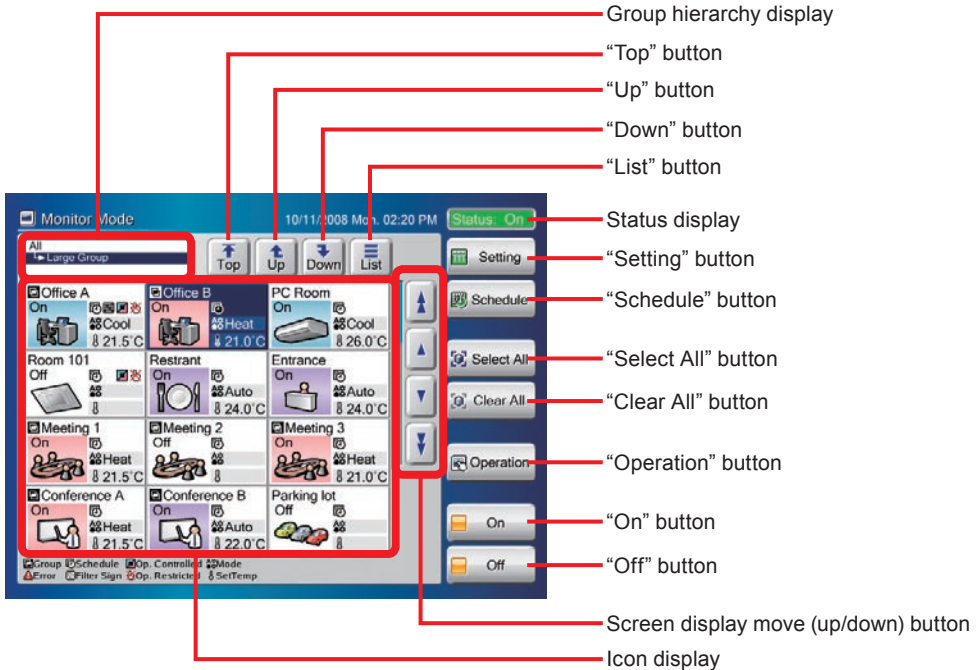 Group hierarchy display
“Top” button
“Up” button
“Down” button
“List” button
Monitor Mode 10/11/2008 Mon. 02:20 PM Status: On
Status display
All
Large Group
Top Up Down List
Setting
“Setting” button
Schedule
“Schedule” button
Office A Office B PC Room
On On On
Cool Heat Cool
21.5°C 21.0°C 26.0°C
Select All
“Select All” button
Room 101 Restrant Entrance
Off On On
Auto Auto
24.0°C 24.0°C
Clear All
“Clear All” button
Meeting 1 Meeting 2 Meeting 3
On Off On
Heat Heat
21.5°C 21.0°C
Operation
“Operation” button
Conference A Conference B Parking lot
On On Off
Heat Auto
21.5°C 22.0°C
On
“On” button
Off
“Off” button
Group Schedule Op. Controlled Mode
Error Filter Sign Op. Restricted SetTemp
Screen display move (up/down) button
Icon display